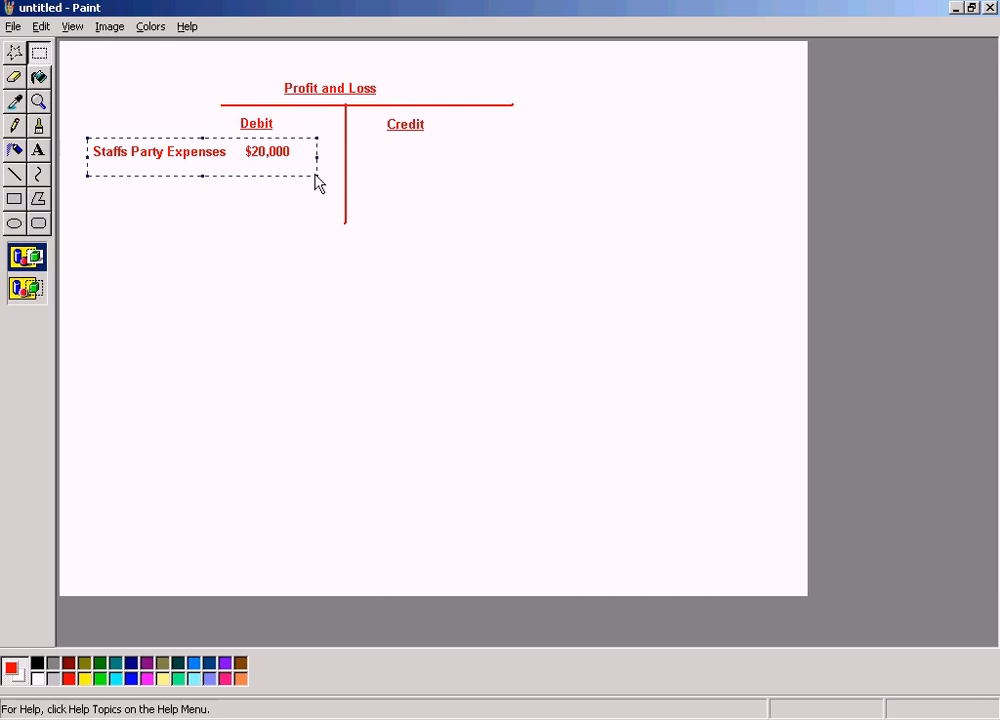 untitled - Paint
File Edit View Image Colors Help
A
Profit and Loss
Debit Credit
Staffs Party Expenses $20,000
For Help, click Help Topics on the Help Menu.